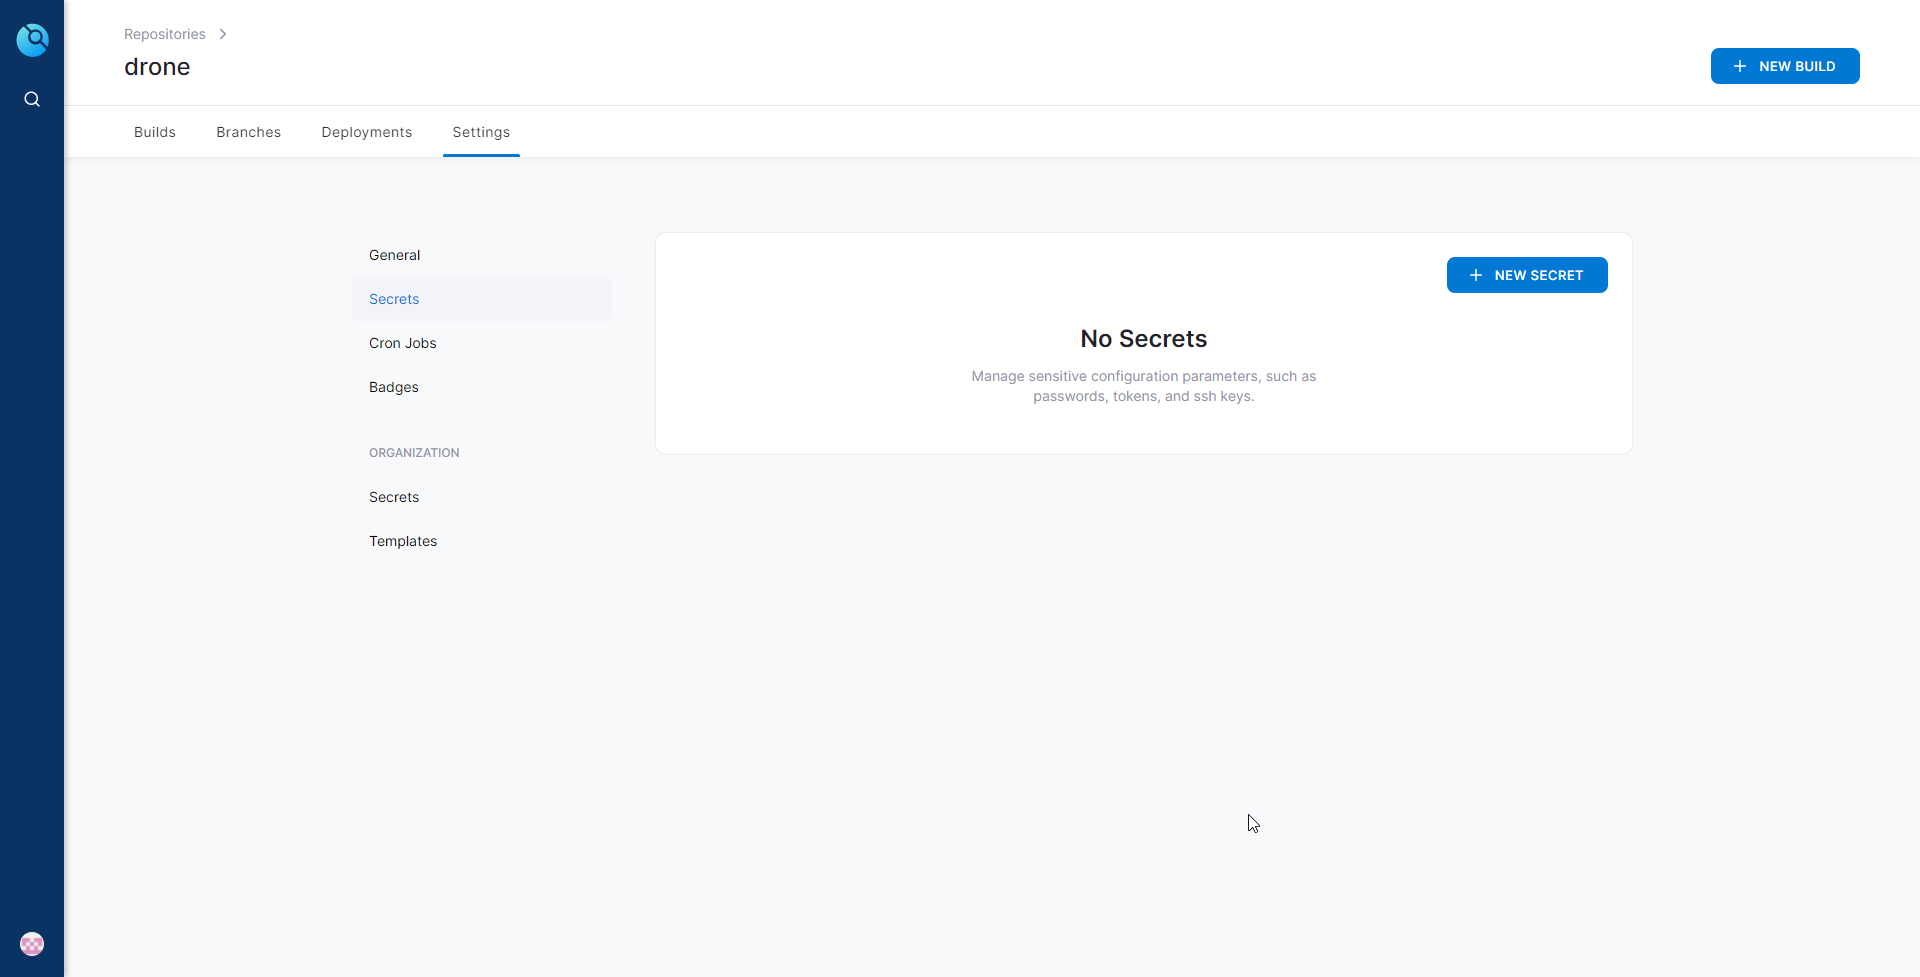 Repositories
drone
NEW BUILD
Builds
Branches
Deployments
Settings
General
Secrets
Cron Jobs
Badges
ORGANIZATION
Secrets
Templates
NEW SECRET
No Secrets
Manage sensitive configuration parameters, such as
passwords, tokens, and ssh keys.